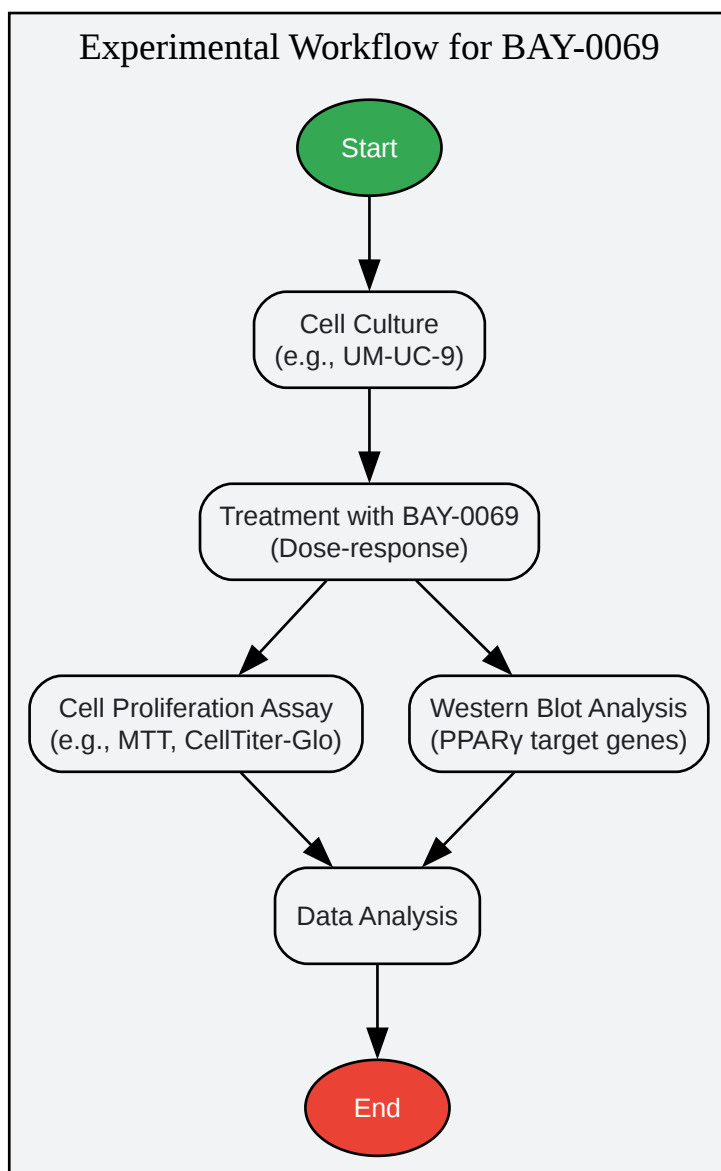 Experimental Workflow for BAY-0069
Start
Cell Culture
(e.g., UM-UC-9)
Treatment with BAY-0069
(Dose-response)
Cell Proliferation Assay
(e.g., MTT, CellTiter-Glo)
Western Blot Analysis
(PPARγ target genes)
Data Analysis
End